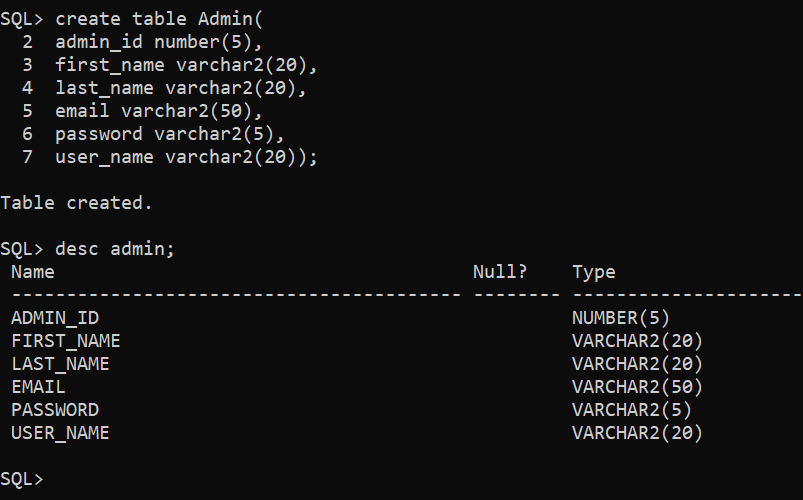 SQL> create table Admin(
  2  admin_id number(5),
  3  first_name varchar2(20),
  4  last_name varchar2(20),
  5  email varchar2(50),
  6  password varchar2(5),
  7  user_name varchar2(20));
Table created.
SQL> desc admin;
 Name                                      Null?    Type
 ----------------------------------------- -------- ---------------------
 ADMIN_ID                                           NUMBER(5)
 FIRST_NAME                                         VARCHAR2(20)
 LAST_NAME                                          VARCHAR2(20)
 EMAIL                                              VARCHAR2(50)
 PASSWORD                                           VARCHAR2(5)
 USER_NAME                                          VARCHAR2(20)
SQL>